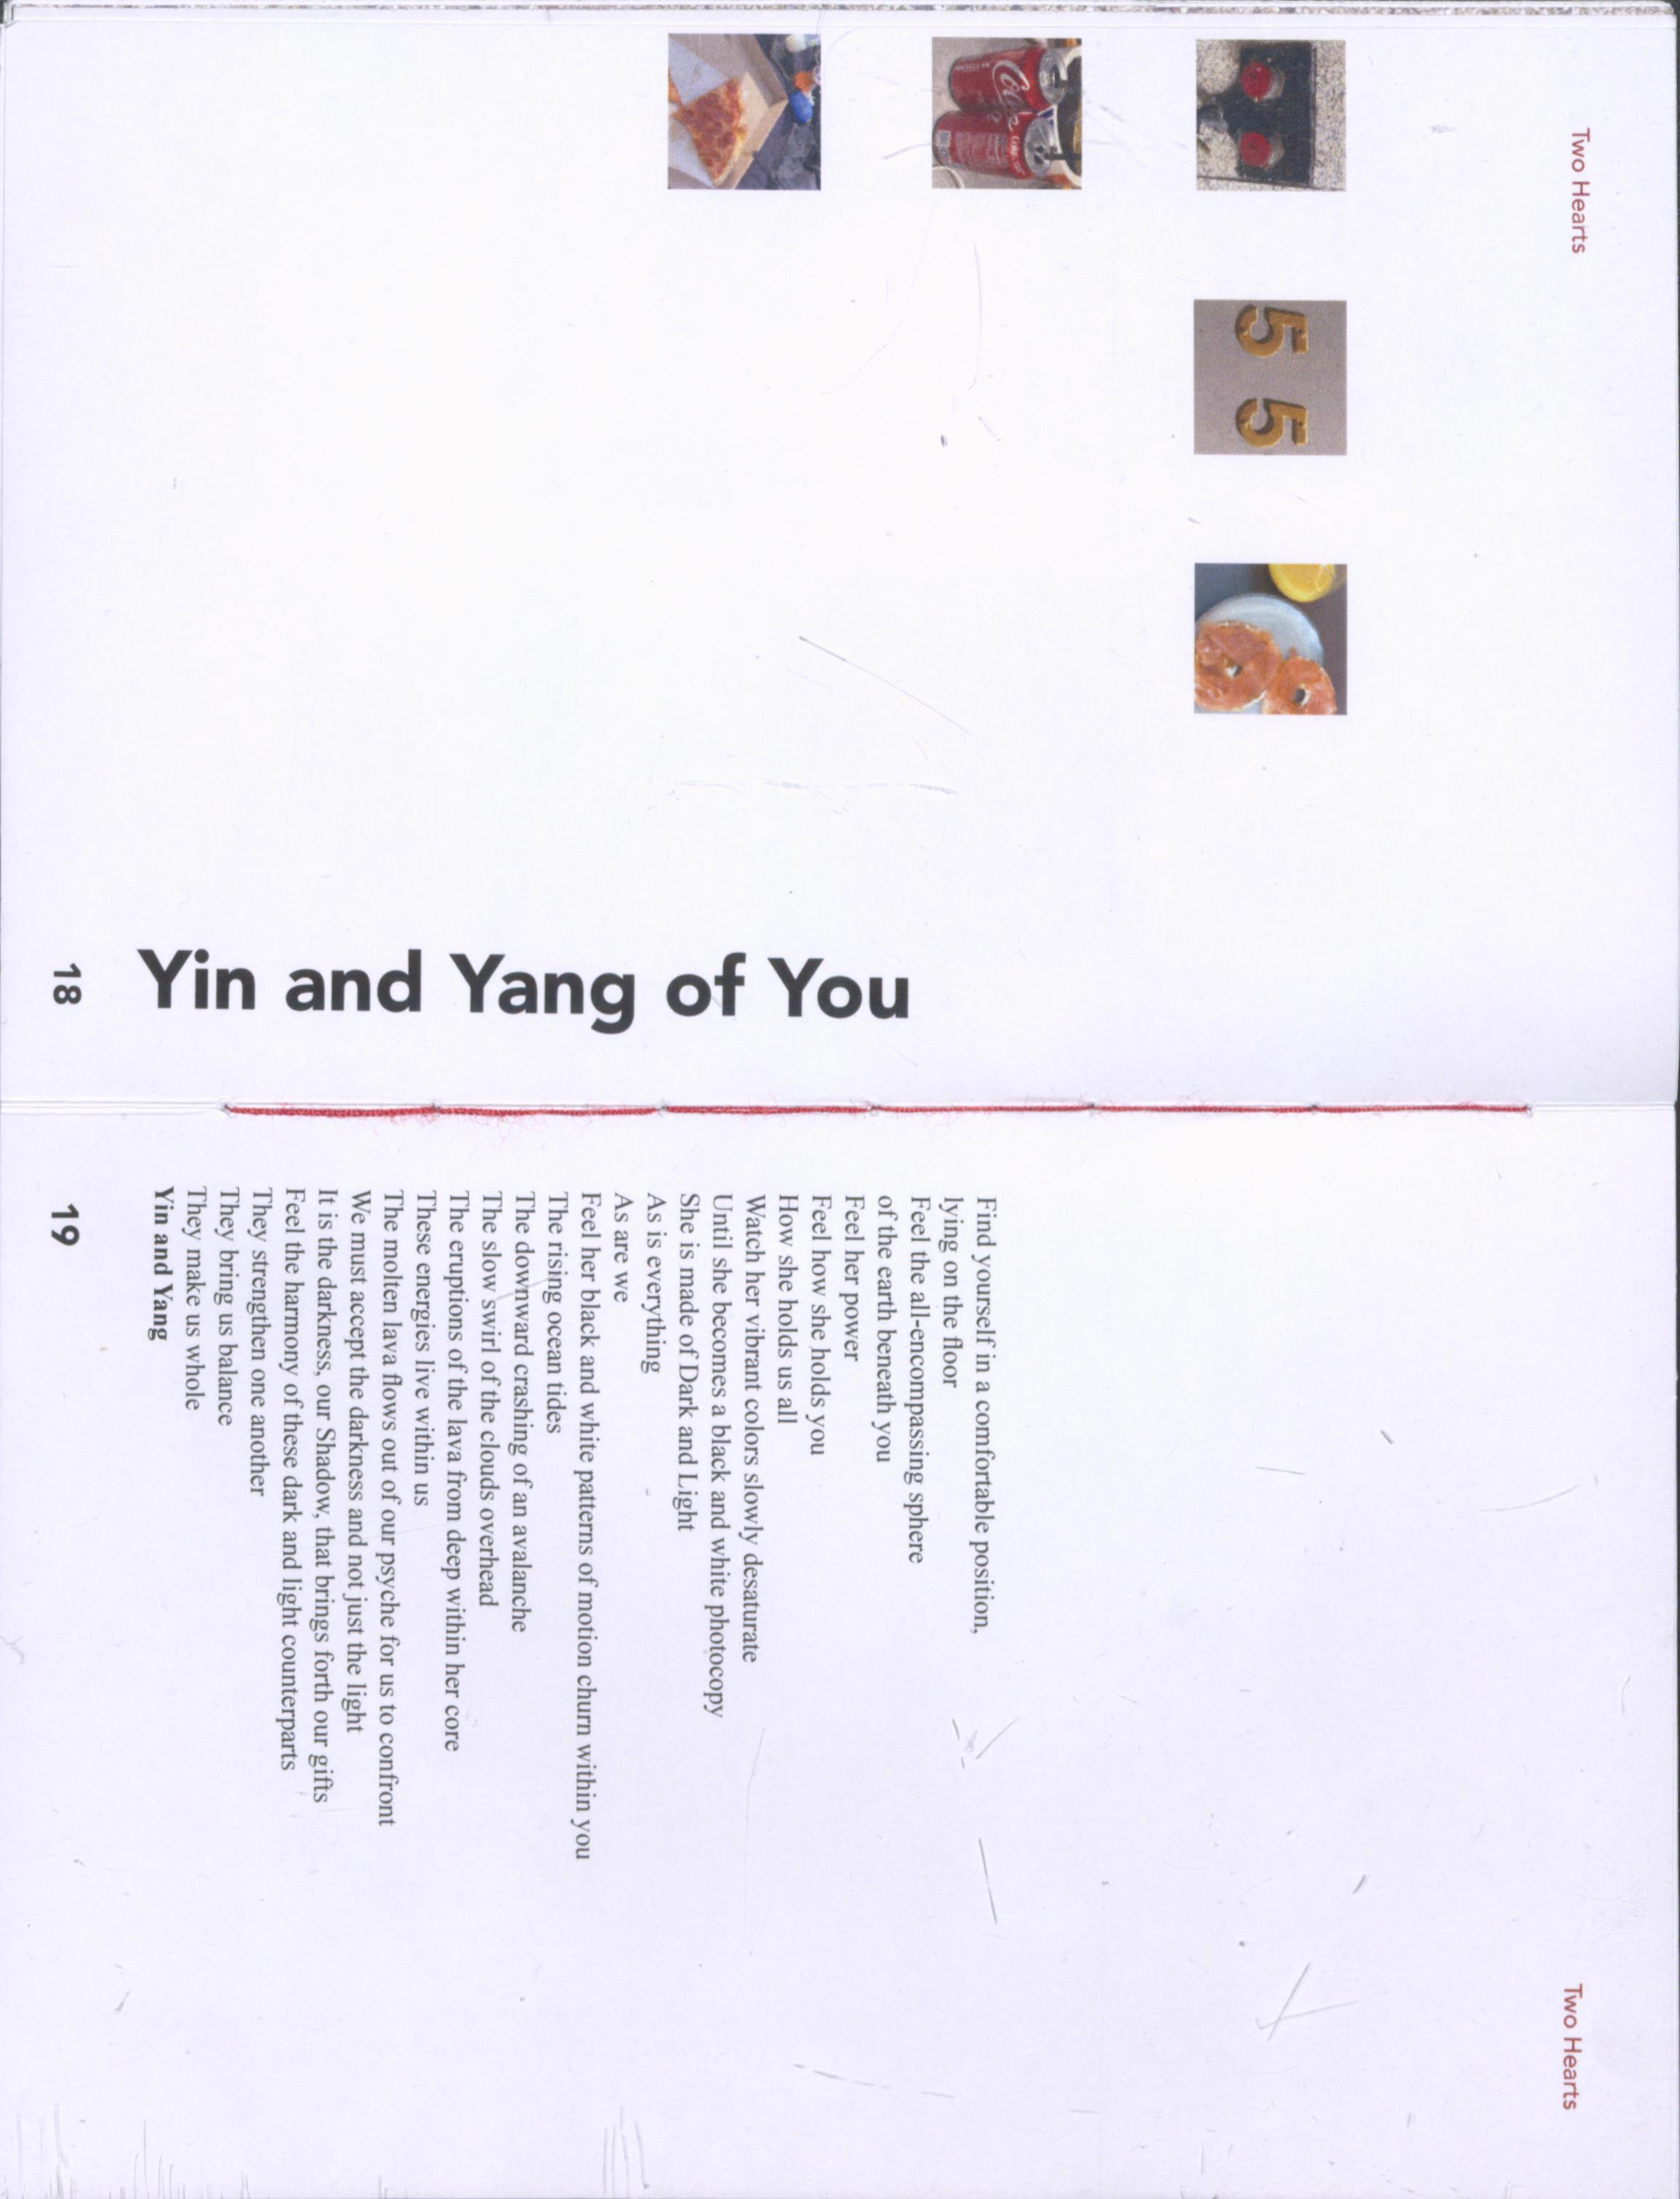 Two Hearts
5 5
Coke
Yin and Yang of You
18
Two Hearts
Find yourself in a comfortable position,
lying on the floor
Feel the all-encompassing sphere
of the earth beneath you
Feel her power
Feel how she holds you
How she holds us all
Watch her vibrant colors slowly desaturate
Until she becomes a black and white photocopy
She is made of Dark and Light
As is everything
As are we
Feel her black and white patterns of motion churn within you
The rising ocean tides
The downward crashing of an avalanche
The slow swirl of the clouds overhead
The eruptions of the lava from deep within her core
These energies live within us
The molten lava flows out of our psyche for us to confront
We must accept the darkness and not just the light
It is the darkness, our Shadow, that brings forth our gifts
Feel the harmony of these dark and light counterparts
They strengthen one another
They bring us balance
They make us whole
Yin and Yang
19